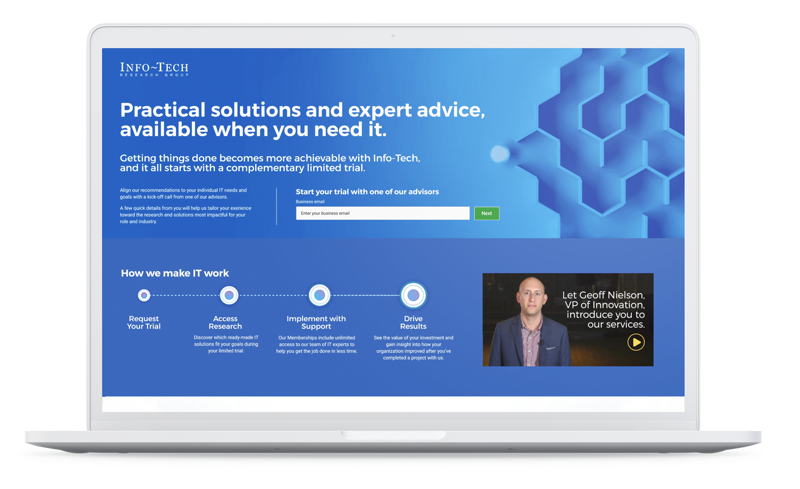 INFO~TECH
RESEARCH GROUP
Practical solutions and expert advice,
available when you need it.
Getting things done becomes more achievable with Info-Tech,
and it all starts with a complementary limited trial.
Align our recommendations to your individual IT needs and
goals with a kick-off call from one of our advisors.
A few quick details from you will help us tailor your exerience
toward the research and solutions most impactful for your
role and industry.
Start your trial with one of our advisors
Business email
Enter your business email
Next
How we make IT work
Request
Your Trial
Access
Research
Discover which ready-made IT
solutions fit your goals during
your limited trial
Implement with
Support
Our Memberships include unlimited
access to our team of IT experts to
help you get the job done in less time.
Drive
Results
See the value of your investment and
gain insight into how your
organization improved after you've
completed a project with us.
Let Geoff Nielson,
VP of Innovation,
introduce you to
our services.